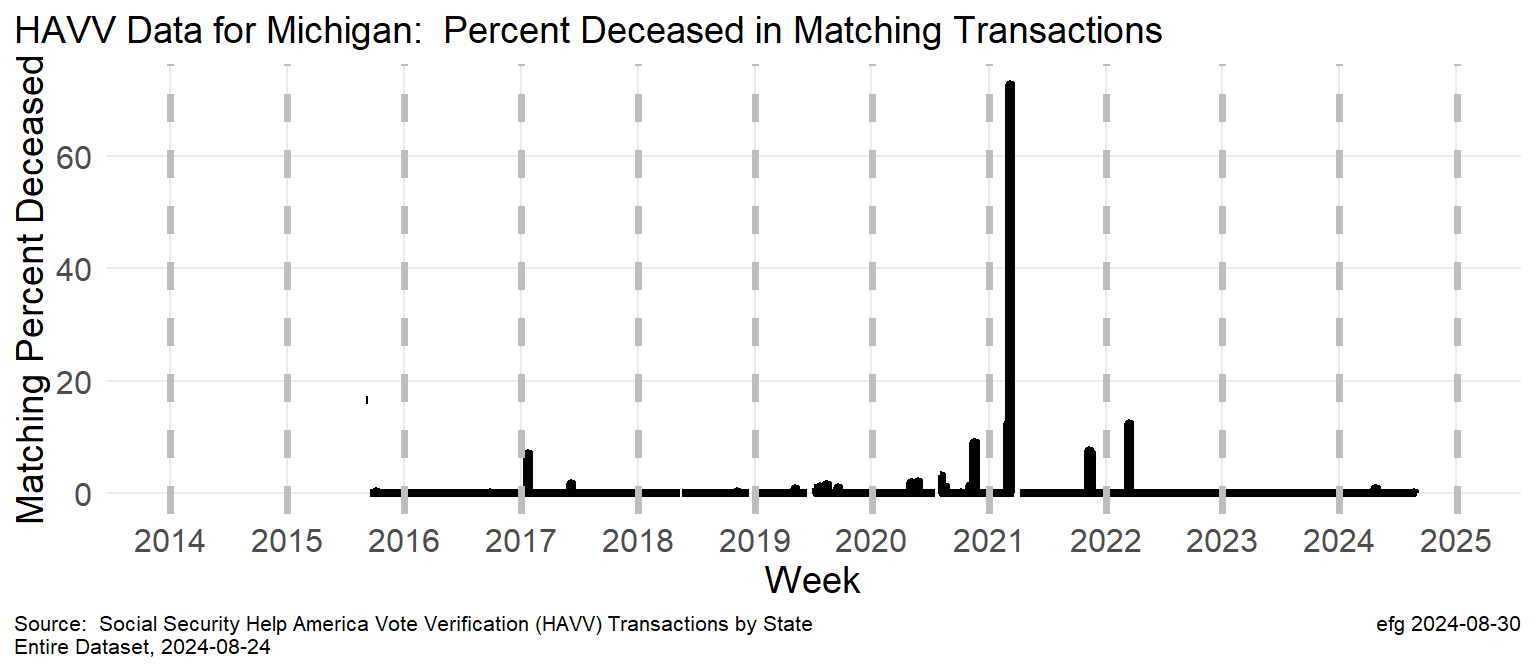 HAVV Data for Michigan:  Percent Deceased in Matching Transactions
Matching Percent Deceased
60
40
20
0
2014 2015 2016 2017 2018 2019 2020 2021 2022 2023 2024 2025
Week
Source:  Social Security Help America Vote Verification (HAVV) Transactions by State
efg 2024-08-30
Entire Dataset, 2024-08-24